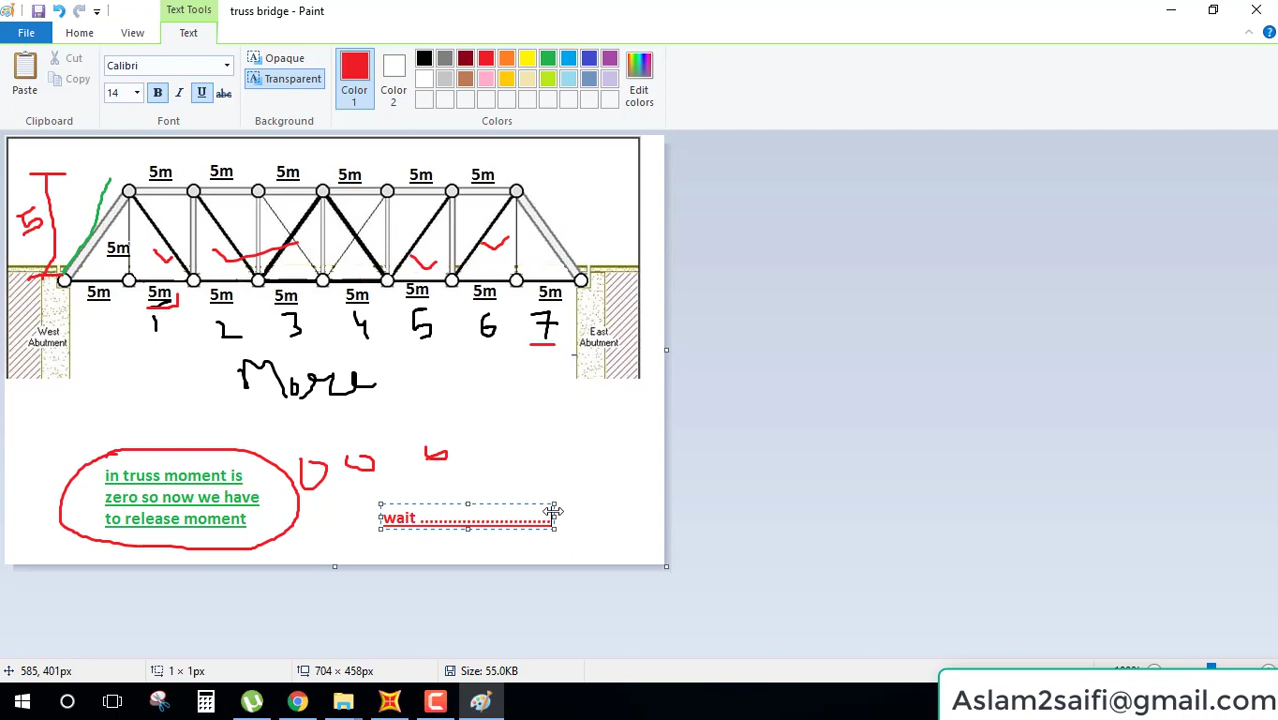 Text Tools
truss bridge - Paint
File
Home
View
Text
Paste
Cut
Copy
Clipboard
Calibri
14
B
I
U
abc
Font
Opaque
Transparent
Background
Color
1
Color
2
Edit
colors
Colors
5m 5m 5m 5m 5m 5m
5
5m
5m 5m 5m 5m 5m 5m 5m 5m
1 2 3 4 5 6 7
West
Abutment
East
Abutment
More
in truss moment is
zero so now we have
to release moment
wait ............................
585, 401px
1 × 1px
704 × 458px
Size: 55.0KB
Aslam2saifi@gmail.com